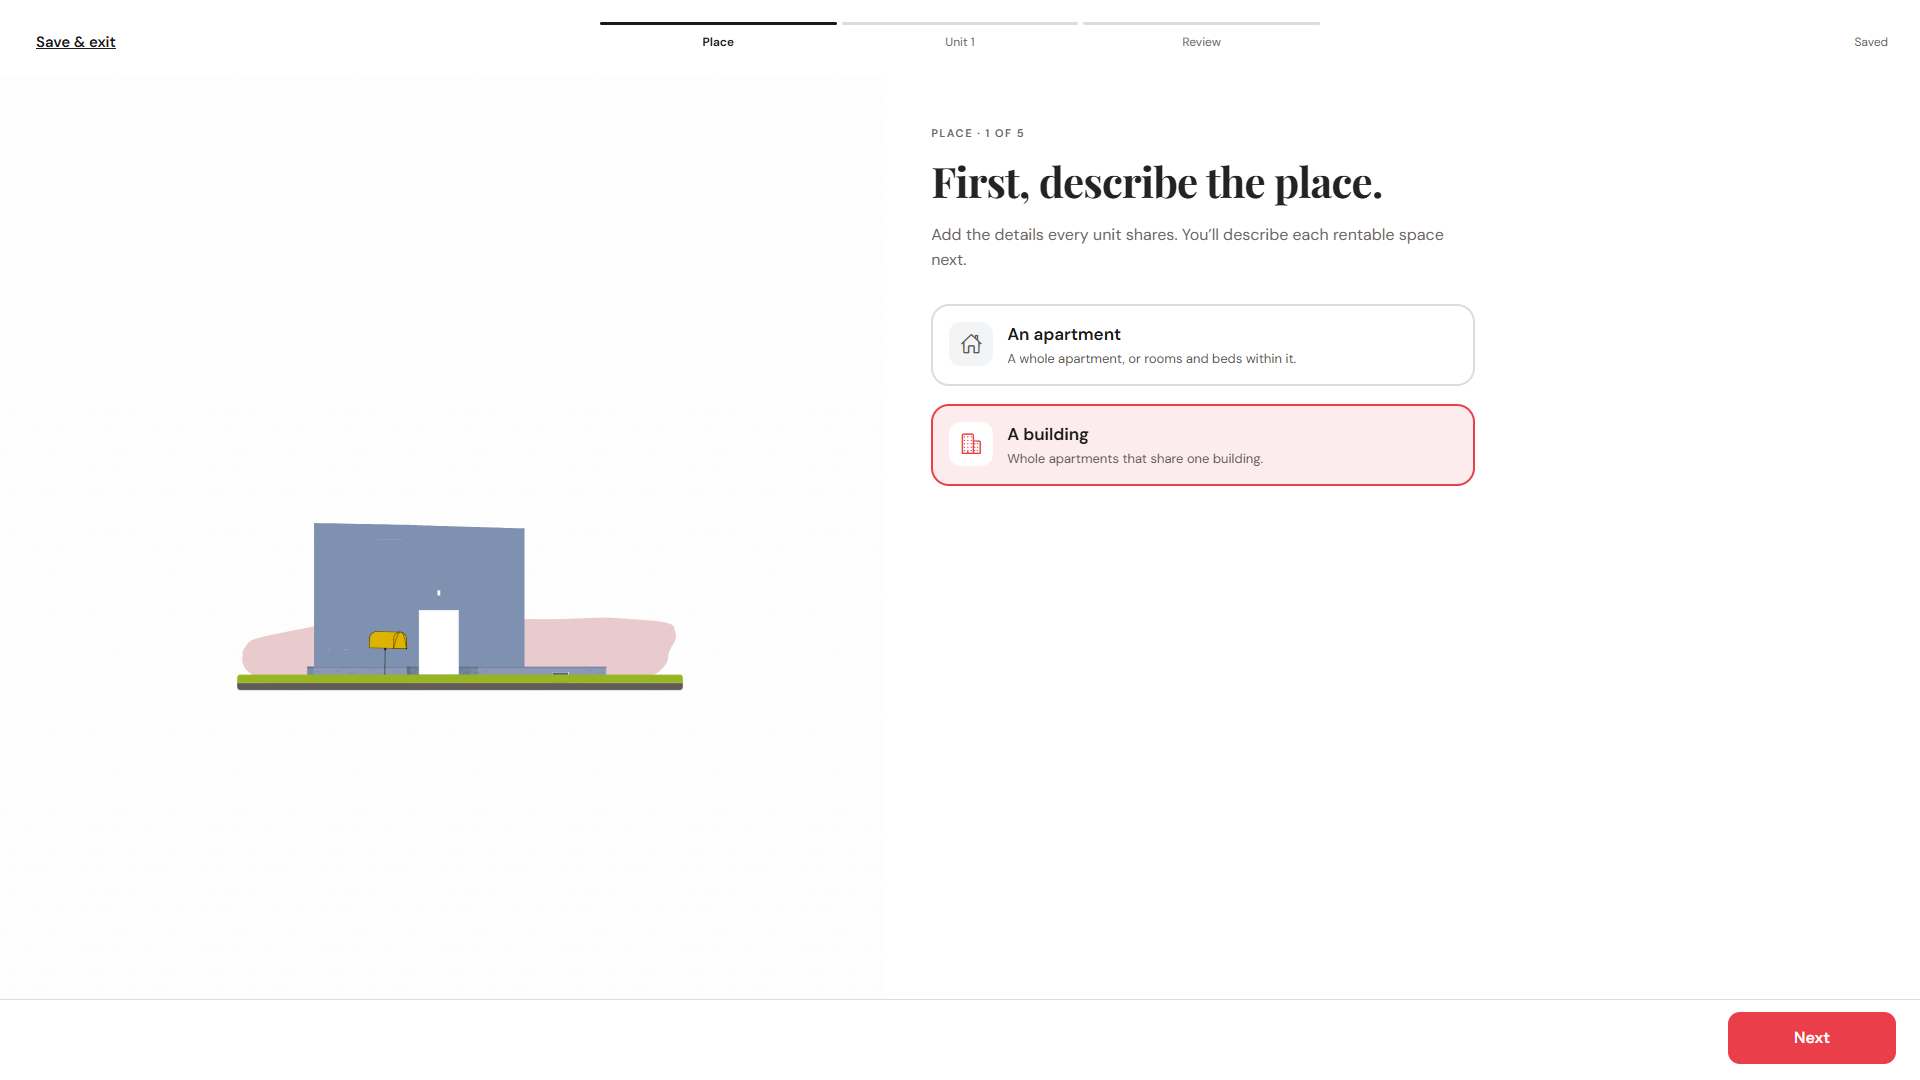 Save & exit
Place
Unit 1
Review
Saved
PLACE · 1 OF 5
First, describe the place.
Add the details every unit shares. You’ll describe each rentable space
next.
An apartment
A whole apartment, or rooms and beds within it.
A building
Whole apartments that share one building.
Next